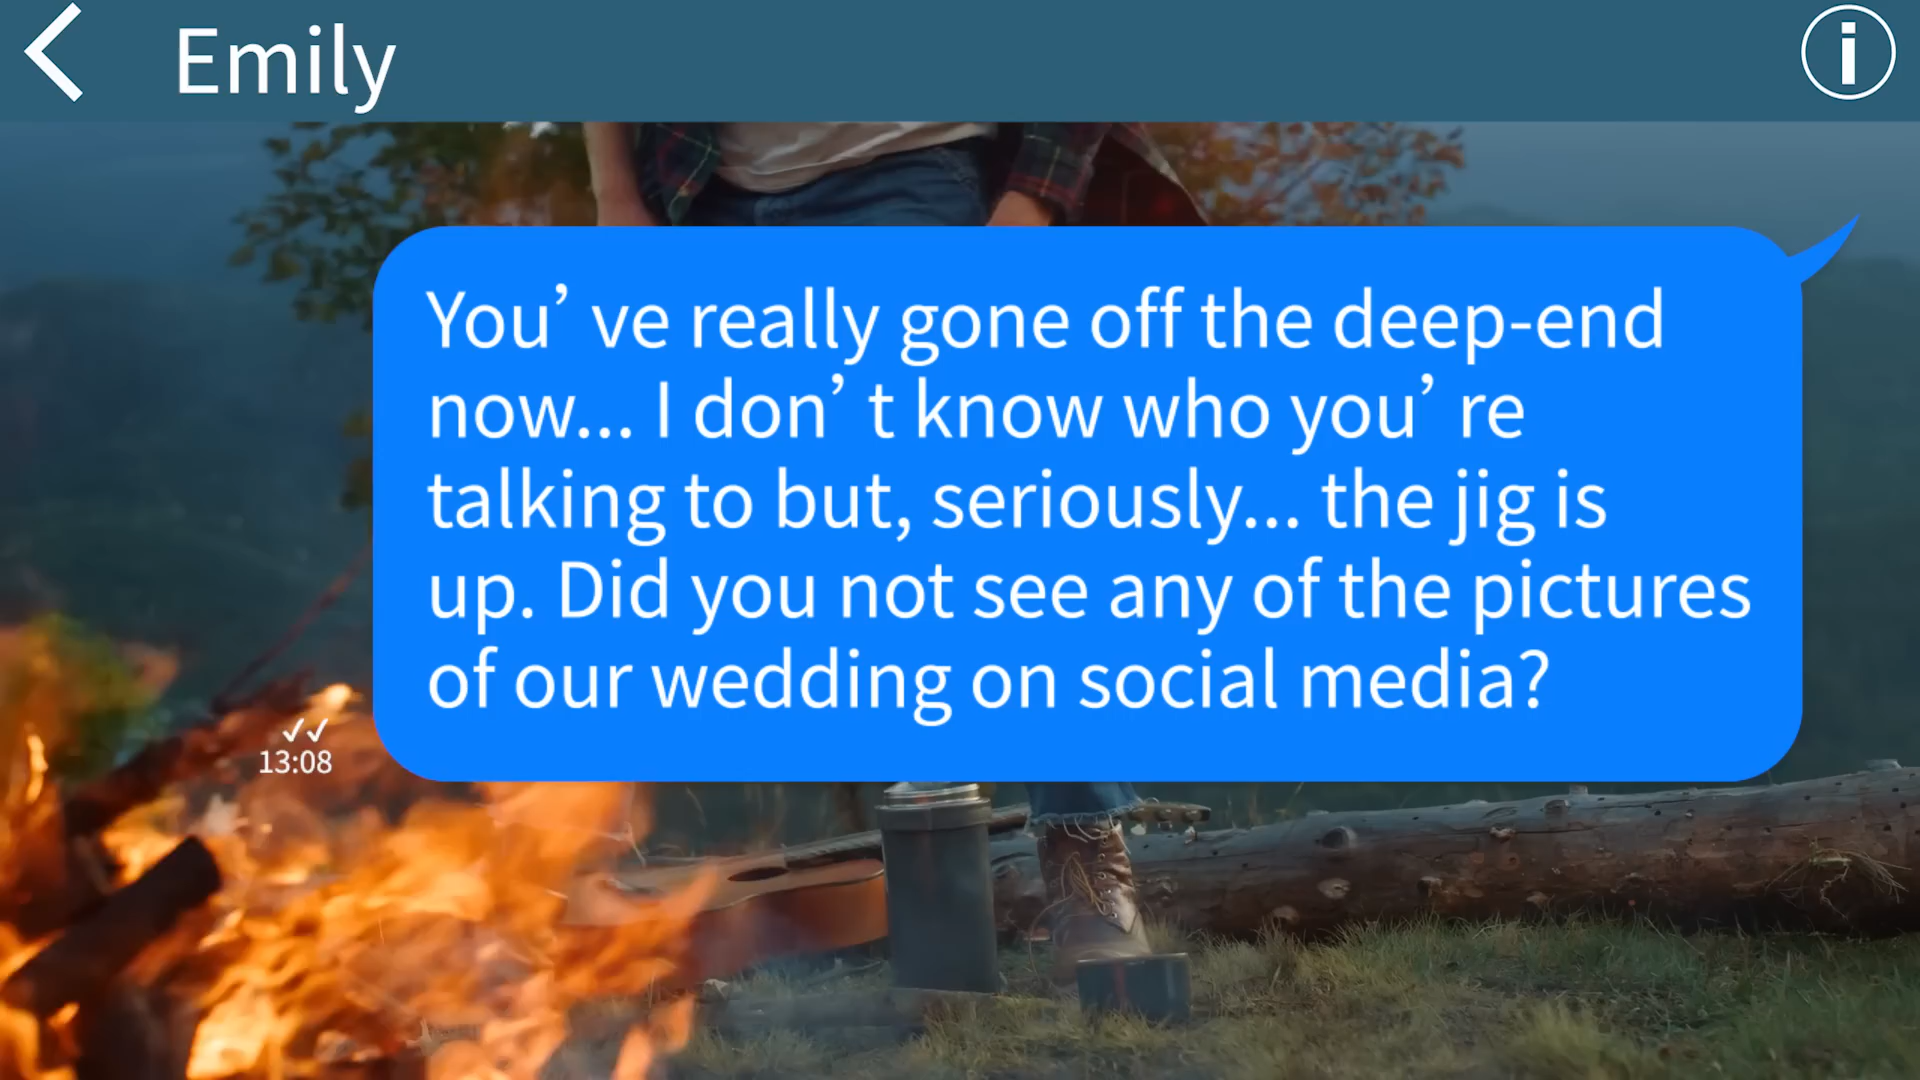 Emily
You’ ve really gone off the deep-end
now... I don’ t know who you’ re
talking to but, seriously... the jig is
up. Did you not see any of the pictures
of our wedding on social media?
13:08